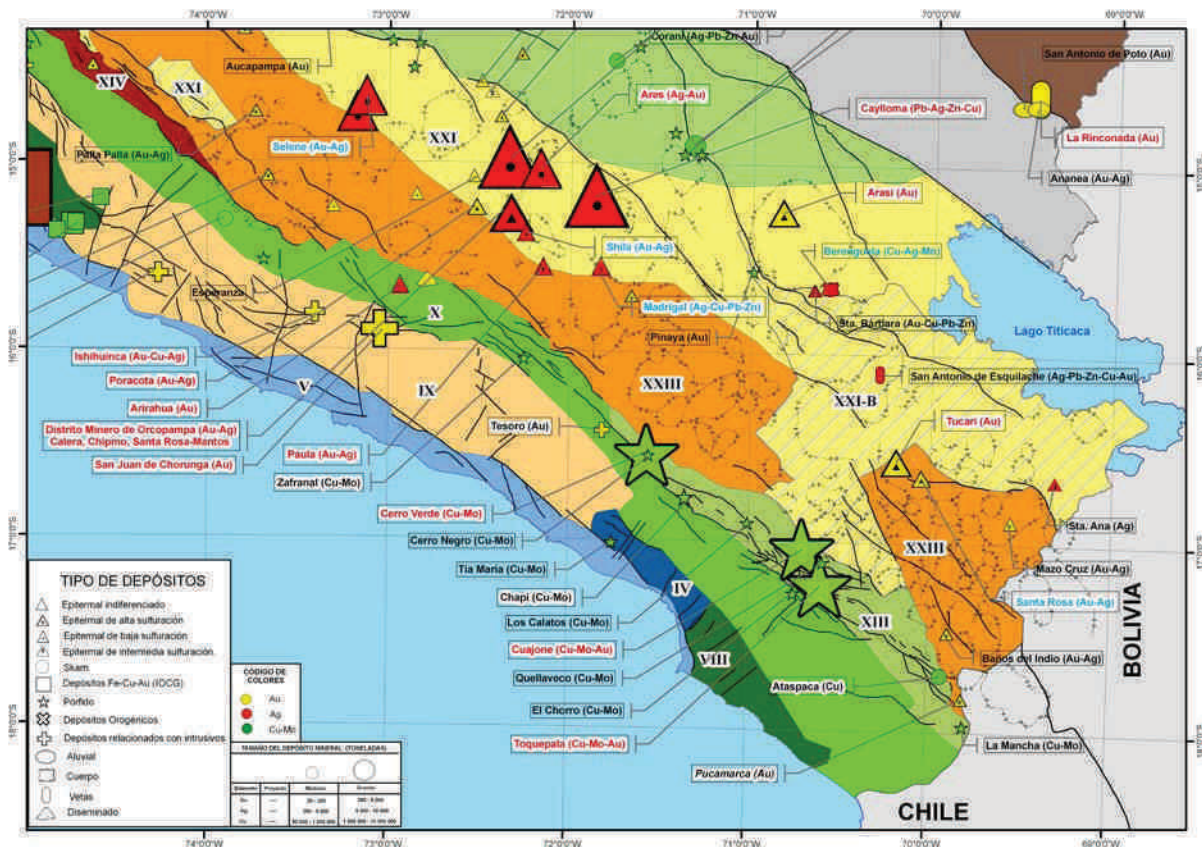 74°0'0"W
73°0'0"W
72°0'0"W
71°0'0"W
70°0'0"W
69°0'0"W
Corani (Ag-Pb-Zn-Au)
San Antonio de Poto (Au)
Aucapampa (Au)
XIV
XXI
Ares (Ag-Au)
Caylloma (Pb-Ag-Zn-Cu)
XXI
La Rinconada (Au)
Selene (Au-Ag)
Palla Palla (Au-Ag)
15°0'0"S
15°0'0"S
Ananea (Au-Ag)
Arasi (Au)
Shila (Au-Ag)
Berenguela (Cu-Ag-Mo)
Esperanza
Madrigal (Ag-Cu-Pb-Zn)
X
Sta. Bárbara (Au-Cu-Pb-Zn)
Lago Titicaca
Pinaya (Au)
16°0'0"S
16°0'0"S
Ishihuinca (Au-Cu-Ag)
San Antonio de Esquilache (Ag-Pb-Zn-Cu-Au)
Poracota (Au-Ag)
V
IX
XXIII
XXI-B
Arirahua (Au)
Tucari (Au)
Distrito Minero de Orcopampa (Au-Ag)
Calera, Chipmo, Santa Rosa-Mantos
Tesoro (Au)
San Juan de Chorunga (Au)
Paula (Au-Ag)
Zafranal (Cu-Mo)
Cerro Verde (Cu-Mo)
Sta. Ana (Ag)
17°0'0"S
17°0'0"S
Cerro Negro (Cu-Mo)
XXIII
Tía María (Cu-Mo)
Mazo Cruz (Au-Ag)
Chapi (Cu-Mo)
IV
Santa Rosa (Au-Ag)
BOLIVIA
Los Calatos (Cu-Mo)
XIII
Cuajone (Cu-Mo-Au)
VIII
Baños del Indio (Au-Ag)
Quellaveco (Cu-Mo)
Ataspaca (Cu)
El Chorro (Cu-Mo)
18°0'0"S
18°0'0"S
Toquepala (Cu-Mo-Au)
La Mancha (Cu-Mo)
Pucamarca (Au)
CHILE
TIPO DE DEPÓSITOS
Epitermal indiferenciado
Epitermal de alta sulfuración
Epitermal de baja sulfuración
Epitermal de intermedia sulfuración.
Skarn
Depósitos Fe-Cu-Au (IOCG)
Pórfido
Depósitos Orogénicos
Depósitos relacionados con intrusivos
Aluvial
Cuerpo
Vetas
Diseminado
CÓDIGO DE
COLORES
Au
Ag
Cu-Mo
TAMAÑO DEL DEPÓSITO MINERAL (TONELADAS)
74°0'0"W
73°0'0"W
72°0'0"W
71°0'0"W
70°0'0"W
69°0'0"W